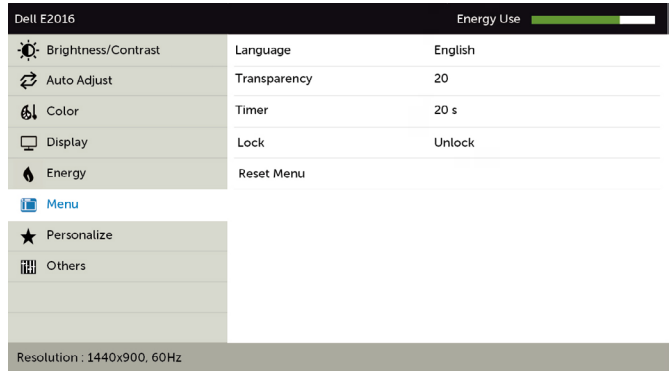 Dell E2016 Energy Use
Brightness/Contrast Language English
Auto Adjust Transparency 20
Color Timer 20 s
Display Lock Unlock
Energy Reset Menu
Menu
Personalize
Others
Resolution : 1440x900, 60Hz